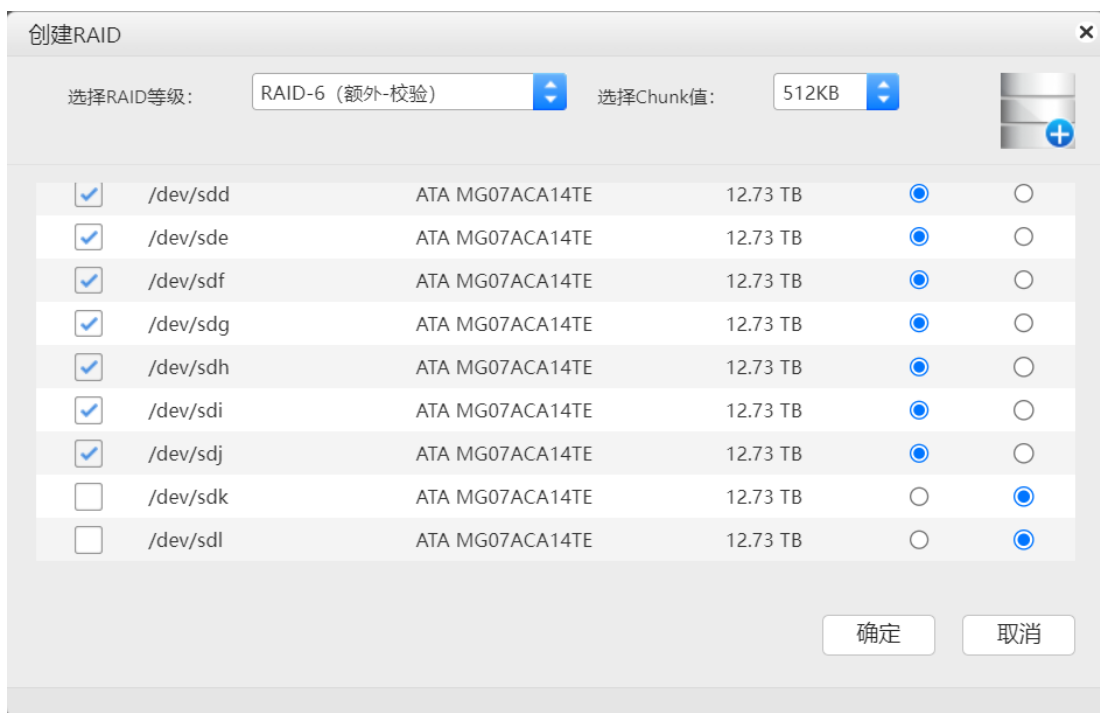 创建RAID
选择RAID等级: RAID-6（额外-校验） 选择Chunk值: 512KB
/dev/sdd ATA MG07ACA14TE 12.73 TB
/dev/sde ATA MG07ACA14TE 12.73 TB
/dev/sdf ATA MG07ACA14TE 12.73 TB
/dev/sdg ATA MG07ACA14TE 12.73 TB
/dev/sdh ATA MG07ACA14TE 12.73 TB
/dev/sdi ATA MG07ACA14TE 12.73 TB
/dev/sdj ATA MG07ACA14TE 12.73 TB
/dev/sdk ATA MG07ACA14TE 12.73 TB
/dev/sdl ATA MG07ACA14TE 12.73 TB
确定 取消